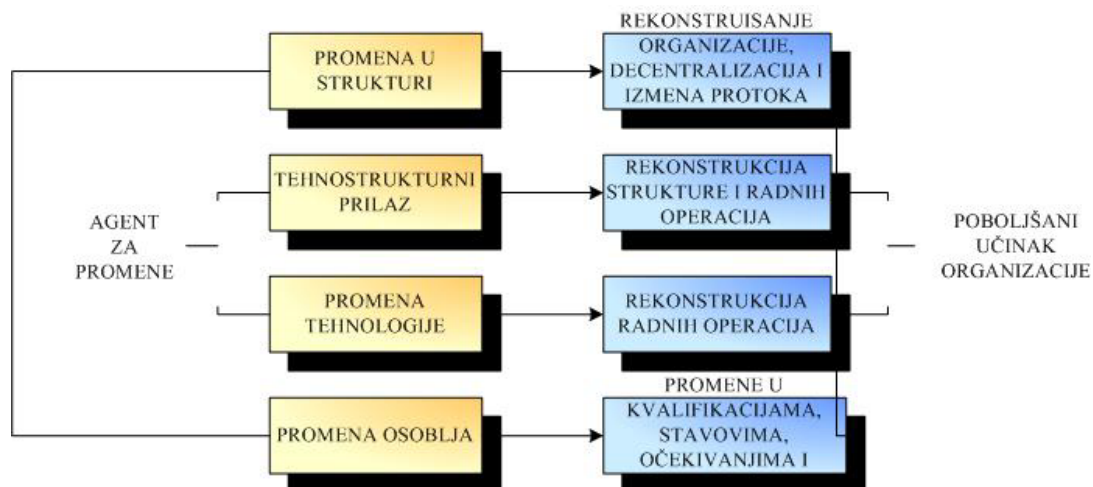 AGENT
ZA
PROMENE
PROMENA U
STRUKTURI
REKONSTRUISANJE
ORGANIZACIJE,
DECENTRALIZACIJA I
IZMENA PROTOKA
TEHNOSTRUKTURNI
PRILAZ
REKONSTRUKCIJA
STRUKTURE I RADNIH
OPERACIJA
PROMENA
TEHNOLOGIJE
REKONSTRUKCIJA
RADNIH OPERACIJA
PROMENA OSOBLJA
PROMENE U
KVALIFIKACIJAMA,
STAVOVIMA,
OČEKIVANJIMA I
POBOLJŠANI
UČINAK
ORGANIZACIJE